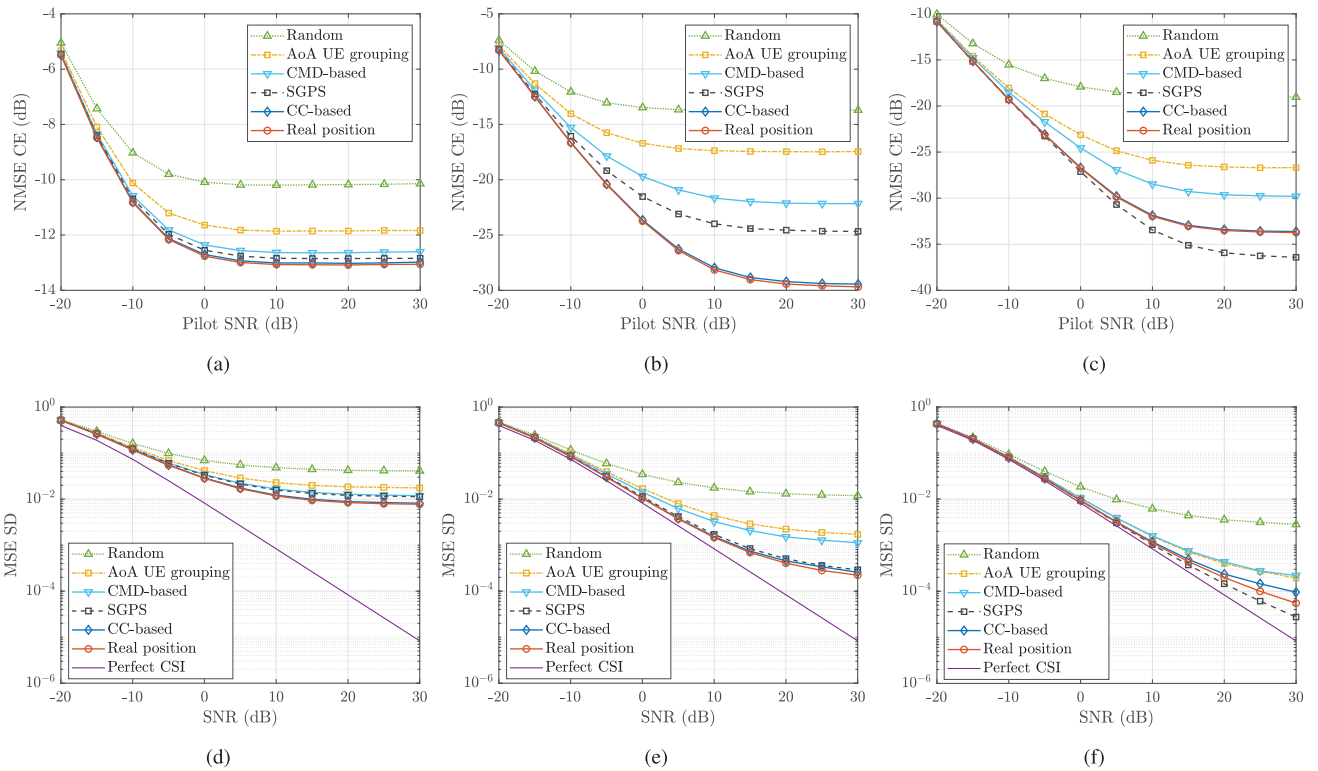 NMSE CE (dB)
-4
-6
-8
-10
-12
-14
-20
-10
0
10
20
30
Pilot SNR (dB)
Random
AoA UE grouping
CMD-based
SGPS
CC-based
Real position
(a)
NMSE CE (dB)
-5
-10
-15
-20
-25
-30
-20
-10
0
10
20
30
Pilot SNR (dB)
Random
AoA UE grouping
CMD-based
SGPS
CC-based
Real position
(b)
NMSE CE (dB)
-10
-15
-20
-25
-30
-35
-40
-20
-10
0
10
20
30
Pilot SNR (dB)
Random
AoA UE grouping
CMD-based
SGPS
CC-based
Real position
(c)
MSE SD
10^0
10^-2
10^-4
10^-6
-20
-10
0
10
20
30
SNR (dB)
Random
AoA UE grouping
CMD-based
SGPS
CC-based
Real position
Perfect CSI
(d)
MSE SD
10^0
10^-2
10^-4
10^-6
-20
-10
0
10
20
30
SNR (dB)
Random
AoA UE grouping
CMD-based
SGPS
CC-based
Real position
Perfect CSI
(e)
MSE SD
10^0
10^-2
10^-4
10^-6
-20
-10
0
10
20
30
SNR (dB)
Random
AoA UE grouping
CMD-based
SGPS
CC-based
Real position
Perfect CSI
(f)